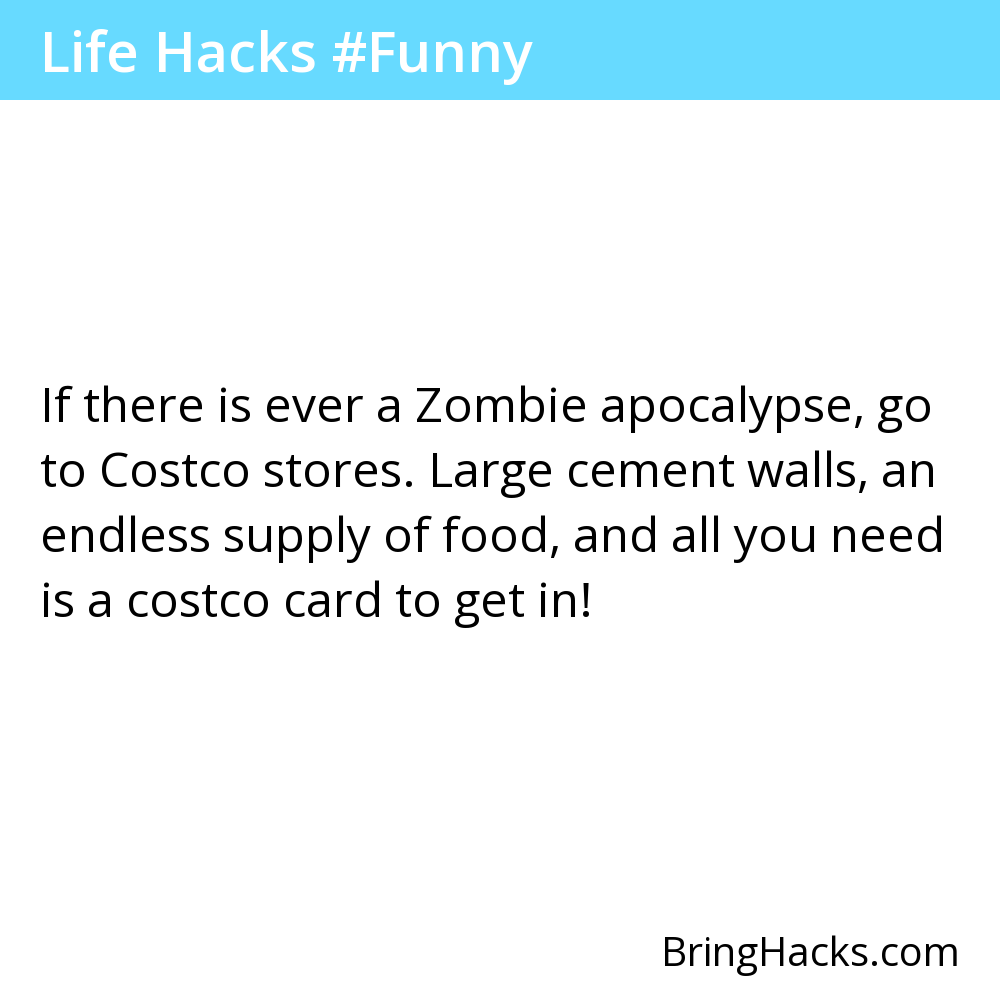 Life Hacks #Funny
If there is ever a Zombie apocalypse, go
to Costco stores. Large cement walls, an
endless supply of food, and all you need
is a costco card to get in!
BringHacks.com